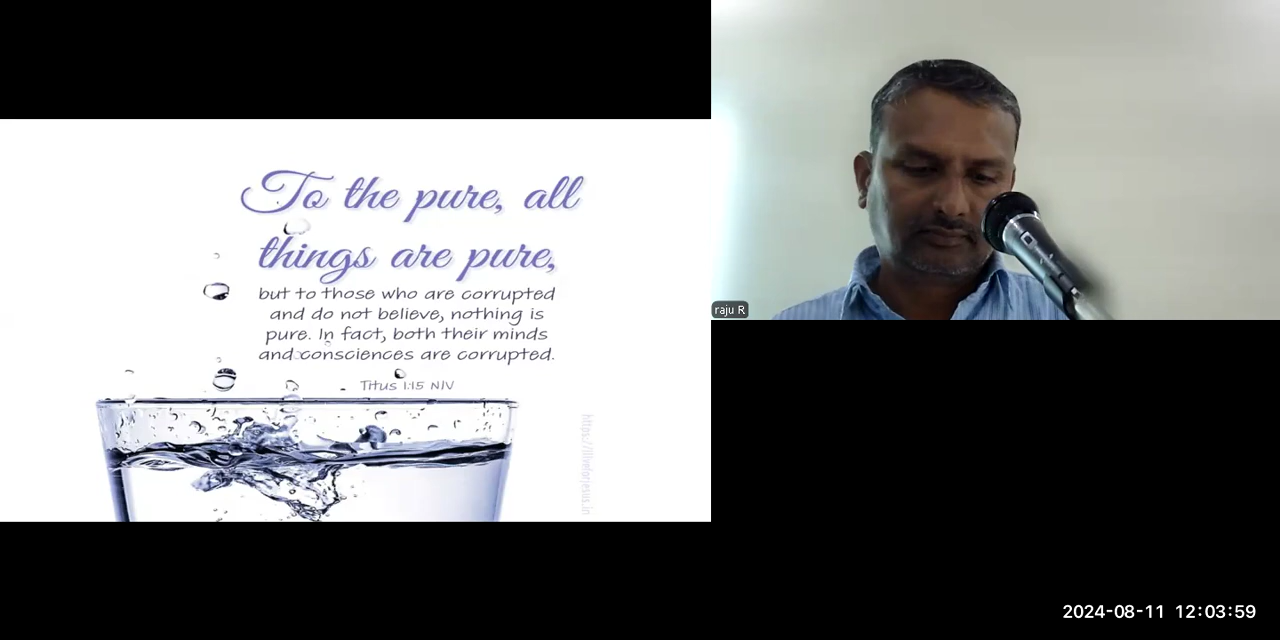 To the pure, all
things are pure,
but to those who are corrupted
and do not believe, nothing is
pure. In fact, both their minds
and consciences are corrupted.
Titus 1:15 NIV
raju R
2024-08-11 12:03:59